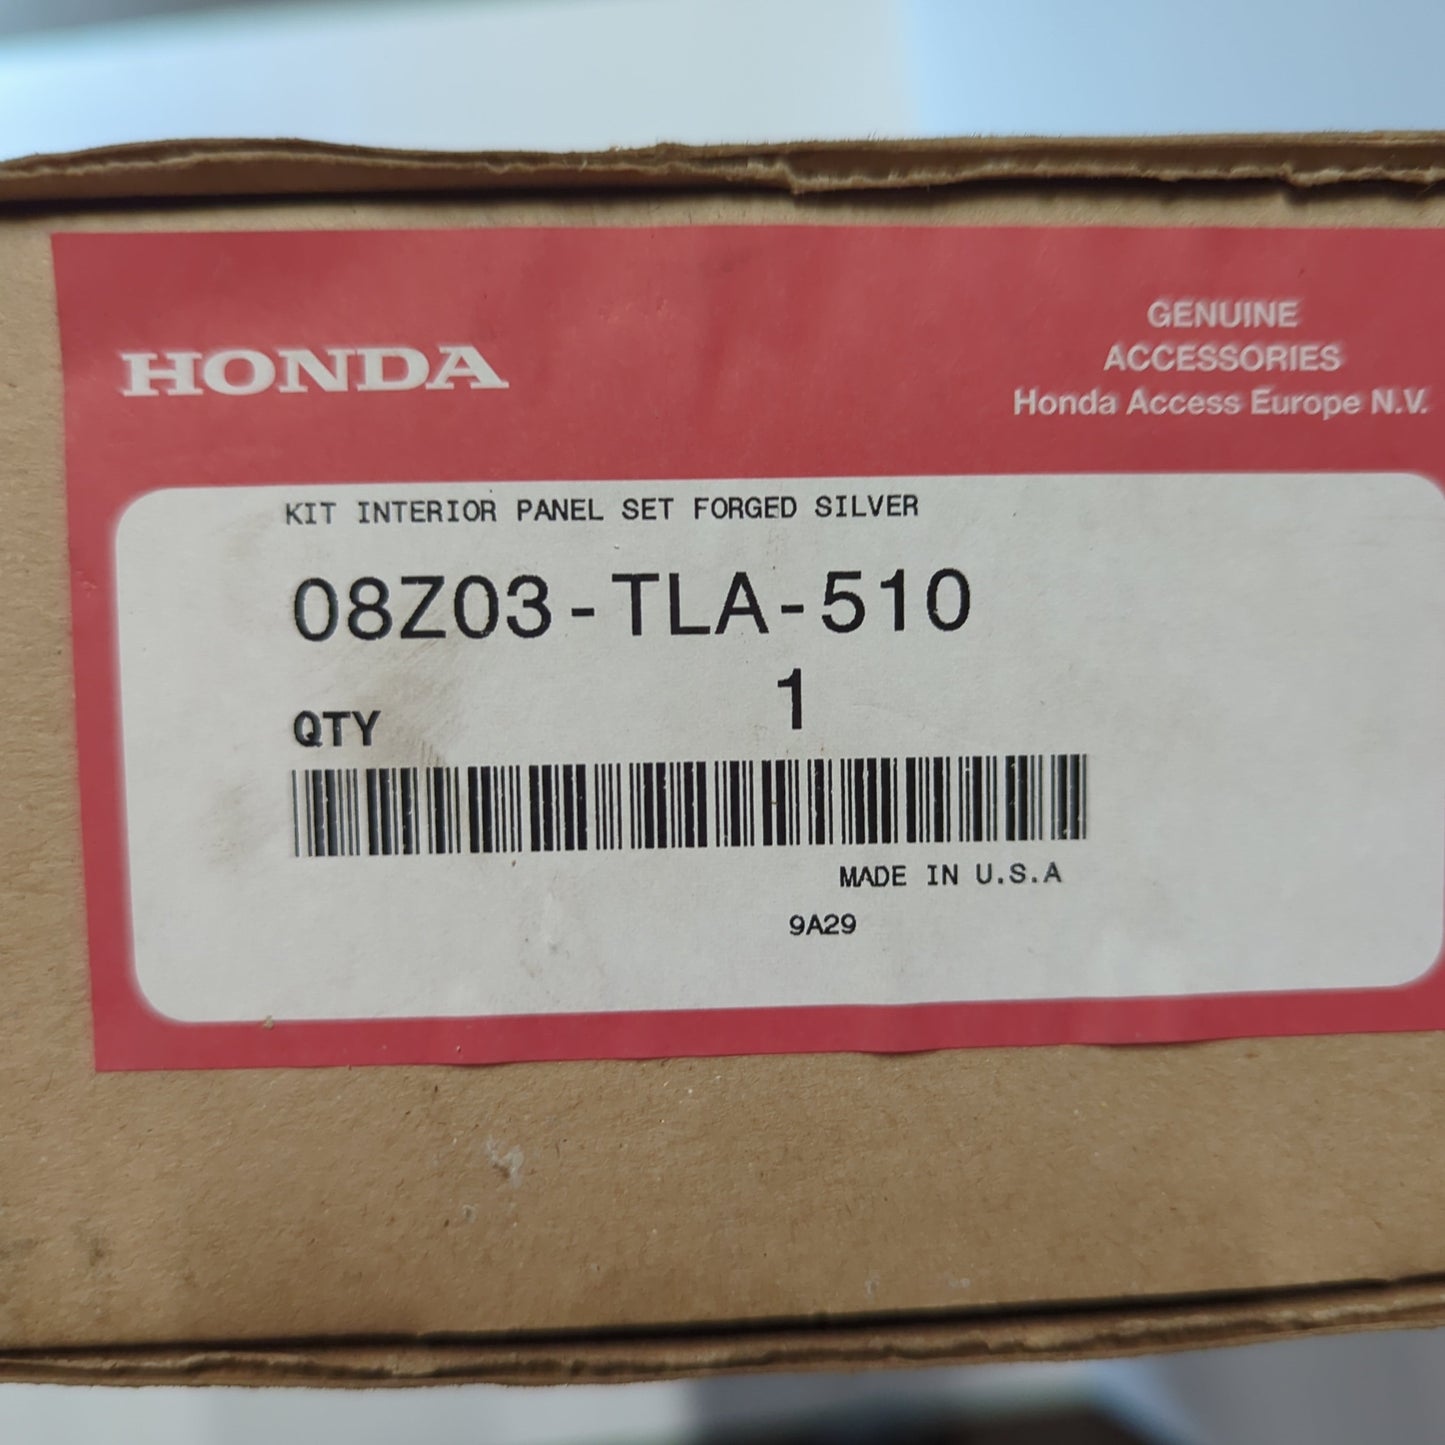 HONDA
GENUINE
ACCESSORIES
Honda Access Europe N.V.
KIT INTERIOR PANEL SET FORGED SILVER
08Z03-TLA-510
QTY 1
MADE IN U.S.A
9A29